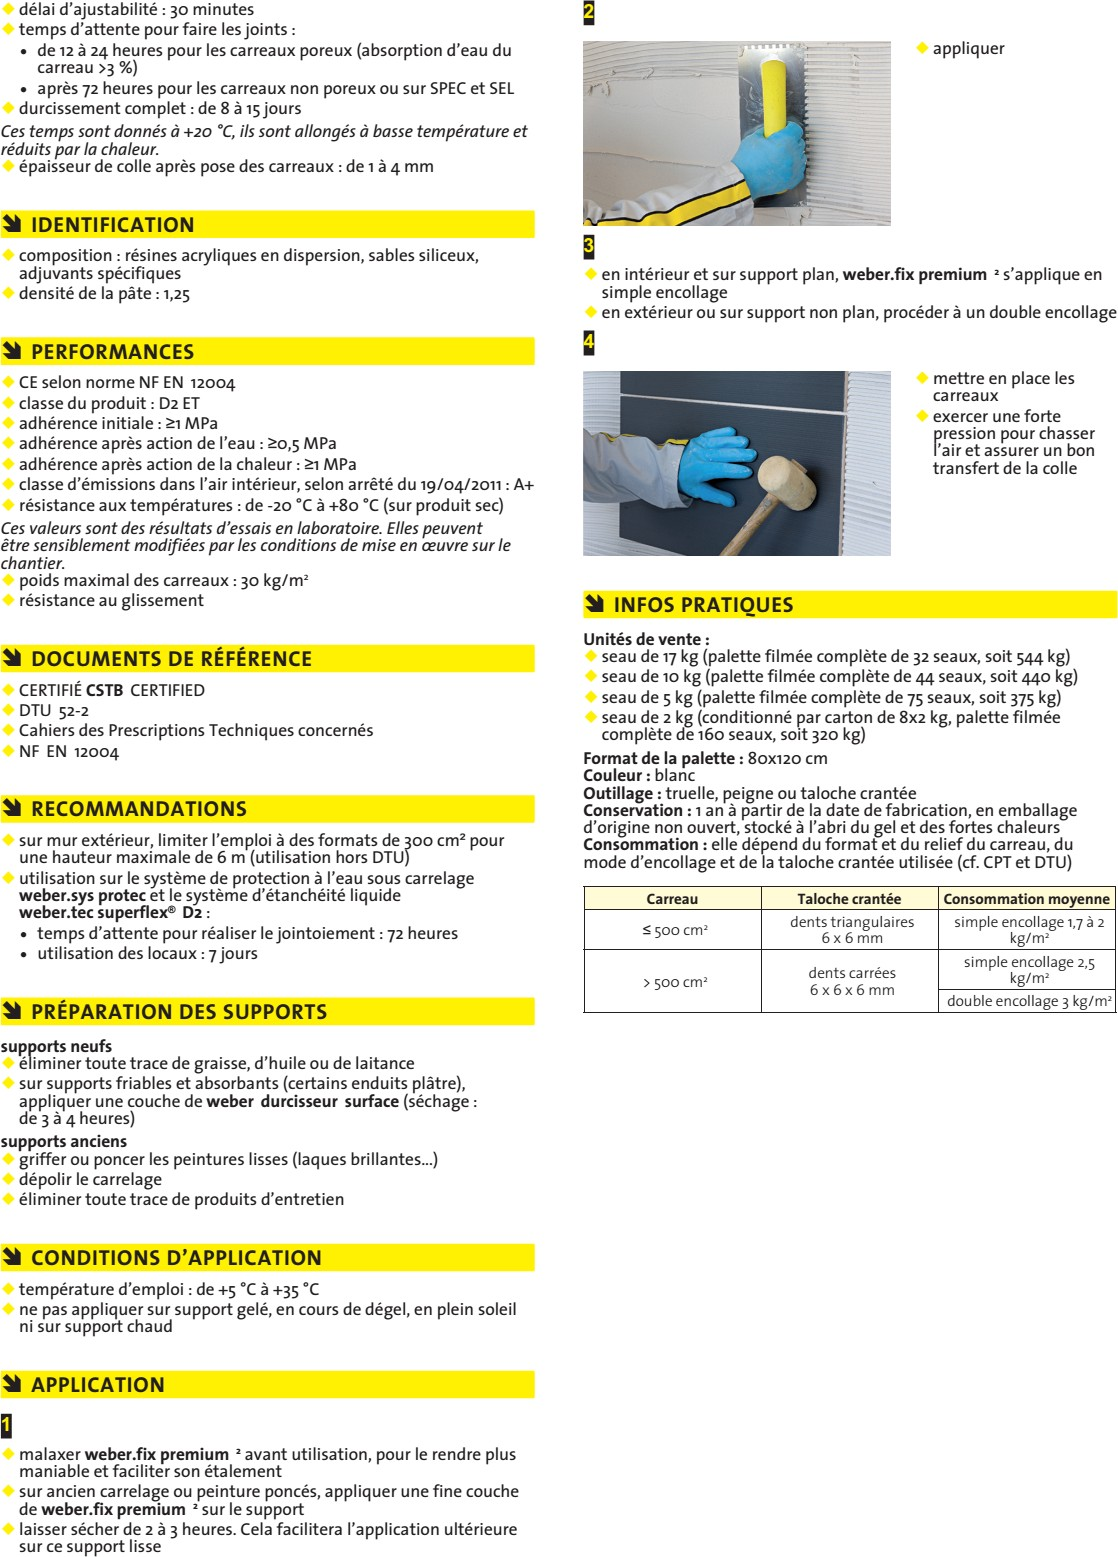 délai d'ajustabilité : 30 minutes
temps d'attente pour faire les joints :
• de 12 à 24 heures pour les carreaux poreux (absorption d'eau du
carreau >3 %)
• après 72 heures pour les carreaux non poreux ou sur SPEC et SEL
durcissement complet : de 8 à 15 jours
Ces temps sont donnés à +20 °C, ils sont allongés à basse température et
réduits par la chaleur.
épaisseur de colle après pose des carreaux : de 1 à 4 mm
IDENTIFICATION
composition : résines acryliques en dispersion, sables siliceux,
adjuvants spécifiques
densité de la pâte : 1,25
PERFORMANCES
CE selon norme NF EN 12004
classe du produit : D2 ET
adhérence initiale : ≥1 MPa
adhérence après action de l'eau : ≥0,5 MPa
adhérence après action de la chaleur : ≥1 MPa
classe d'émissions dans l'air intérieur, selon arrêté du 19/04/2011 : A+
résistance aux températures : de -20 °C à +80 °C (sur produit sec)
Ces valeurs sont des résultats d'essais en laboratoire. Elles peuvent
être sensiblement modifiées par les conditions de mise en œuvre sur le
chantier.
poids maximal des carreaux : 30 kg/m²
résistance au glissement
DOCUMENTS DE RÉFÉRENCE
CERTIFIÉ CSTB CERTIFIED
DTU 52-2
Cahiers des Prescriptions Techniques concernés
NF EN 12004
RECOMMANDATIONS
sur mur extérieur, limiter l'emploi à des formats de 300 cm² pour
une hauteur maximale de 6 m (utilisation hors DTU)
utilisation sur le système de protection à l'eau sous carrelage
weber.sys protec et le système d'étanchéité liquide
weber.tec superflex® D2 :
• temps d'attente pour réaliser le jointoiement : 72 heures
• utilisation des locaux : 7 jours
PRÉPARATION DES SUPPORTS
supports neufs
éliminer toute trace de graisse, d'huile ou de laitance
sur supports friables et absorbants (certains enduits plâtre),
appliquer une couche de weber durcisseur surface (séchage :
de 3 à 4 heures)
supports anciens
griffer ou poncer les peintures lisses (laques brillantes...)
dépolir le carrelage
éliminer toute trace de produits d'entretien
CONDITIONS D'APPLICATION
température d'emploi : de +5 °C à +35 °C
ne pas appliquer sur support gelé, en cours de dégel, en plein soleil
ni sur support chaud
APPLICATION
1
malaxer weber.fix premium ² avant utilisation, pour le rendre plus
maniable et faciliter son étalement
sur ancien carrelage ou peinture poncés, appliquer une fine couche
de weber.fix premium ² sur le support
laisser sécher de 2 à 3 heures. Cela facilitera l'application ultérieure
sur ce support lisse
2
appliquer
3
en intérieur et sur support plan, weber.fix premium ² s'applique en
simple encollage
en extérieur ou sur support non plan, procéder à un double encollage
4
mettre en place les
carreaux
exercer une forte
pression pour chasser
l'air et assurer un bon
transfert de la colle
INFOS PRATIQUES
Unités de vente :
seau de 17 kg (palette filmée complète de 32 seaux, soit 544 kg)
seau de 10 kg (palette filmée complète de 44 seaux, soit 440 kg)
seau de 5 kg (palette filmée complète de 75 seaux, soit 375 kg)
seau de 2 kg (conditionné par carton de 8x2 kg, palette filmée
complète de 160 seaux, soit 320 kg)
Format de la palette : 80x120 cm
Couleur : blanc
Outillage : truelle, peigne ou taloche crantée
Conservation : 1 an à partir de la date de fabrication, en emballage
d'origine non ouvert, stocké à l'abri du gel et des fortes chaleurs
Consommation : elle dépend du format et du relief du carreau, du
mode d'encollage et de la taloche crantée utilisée (cf. CPT et DTU)
Carreau Taloche crantée Consommation moyenne
≤ 500 cm² dents triangulaires
6 x 6 mm simple encollage 1,7 à 2
kg/m²
> 500 cm² dents carrées
6 x 6 x 6 mm simple encollage 2,5
kg/m²
double encollage 3 kg/m²